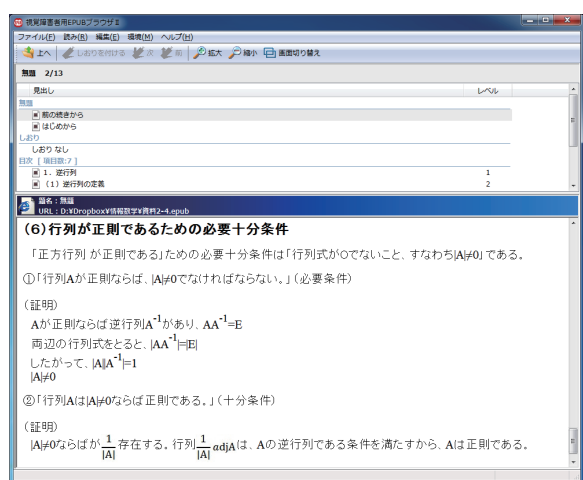 視覚障害者用EPUBブラウザⅡ
ファイル(F) 読み(R) 編集(E) 環境(M) ヘルプ(H)
上へ しおりを付ける 次 前 拡大 縮小 画面切り替え
無題 2/13
見出し レベル
無題
前の続きから
はじめから
しおり
しおり なし
目次 [ 項目数:7 ]
1. 逆行列 1
(1) 逆行列の定義 2
題名 : 無題
URL : D:¥Dropbox¥情報数学¥資料2-4.epub
(6)行列が正則であるための必要十分条件
「正方行列 が正則である」ための必要十分条件は「行列式が0でないこと、すなわち|A|≠0」である。
①「行列Aが正則ならば、|A|≠0でなければならない。」(必要条件)
(証明)
Aが正則ならば逆行列A⁻¹があり、AA⁻¹=E
両辺の行列式をとると、|AA⁻¹|=|E|
したがって、|A||A⁻¹|=1
|A|≠0
②「行列Aは|A|≠0ならば正則である。」(十分条件)
(証明)
|A|≠0ならばが 1/|A| 存在する。行列 1/|A| adjAは、Aの逆行列である条件を満たすから、Aは正則である。